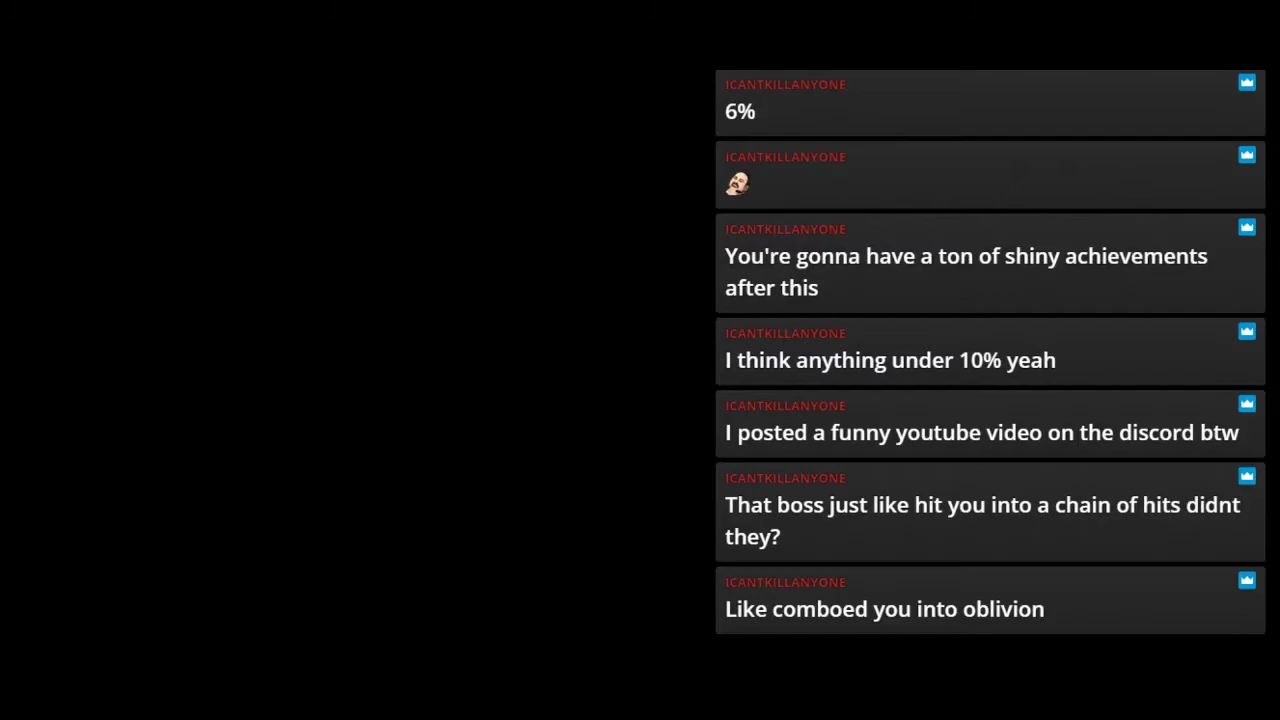 ICANTKILLANYONE
6%
ICANTKILLANYONE
ICANTKILLANYONE
You're gonna have a ton of shiny achievements
after this
ICANTKILLANYONE
I think anything under 10% yeah
ICANTKILLANYONE
I posted a funny youtube video on the discord btw
ICANTKILLANYONE
That boss just like hit you into a chain of hits didnt
they?
ICANTKILLANYONE
Like comboed you into oblivion